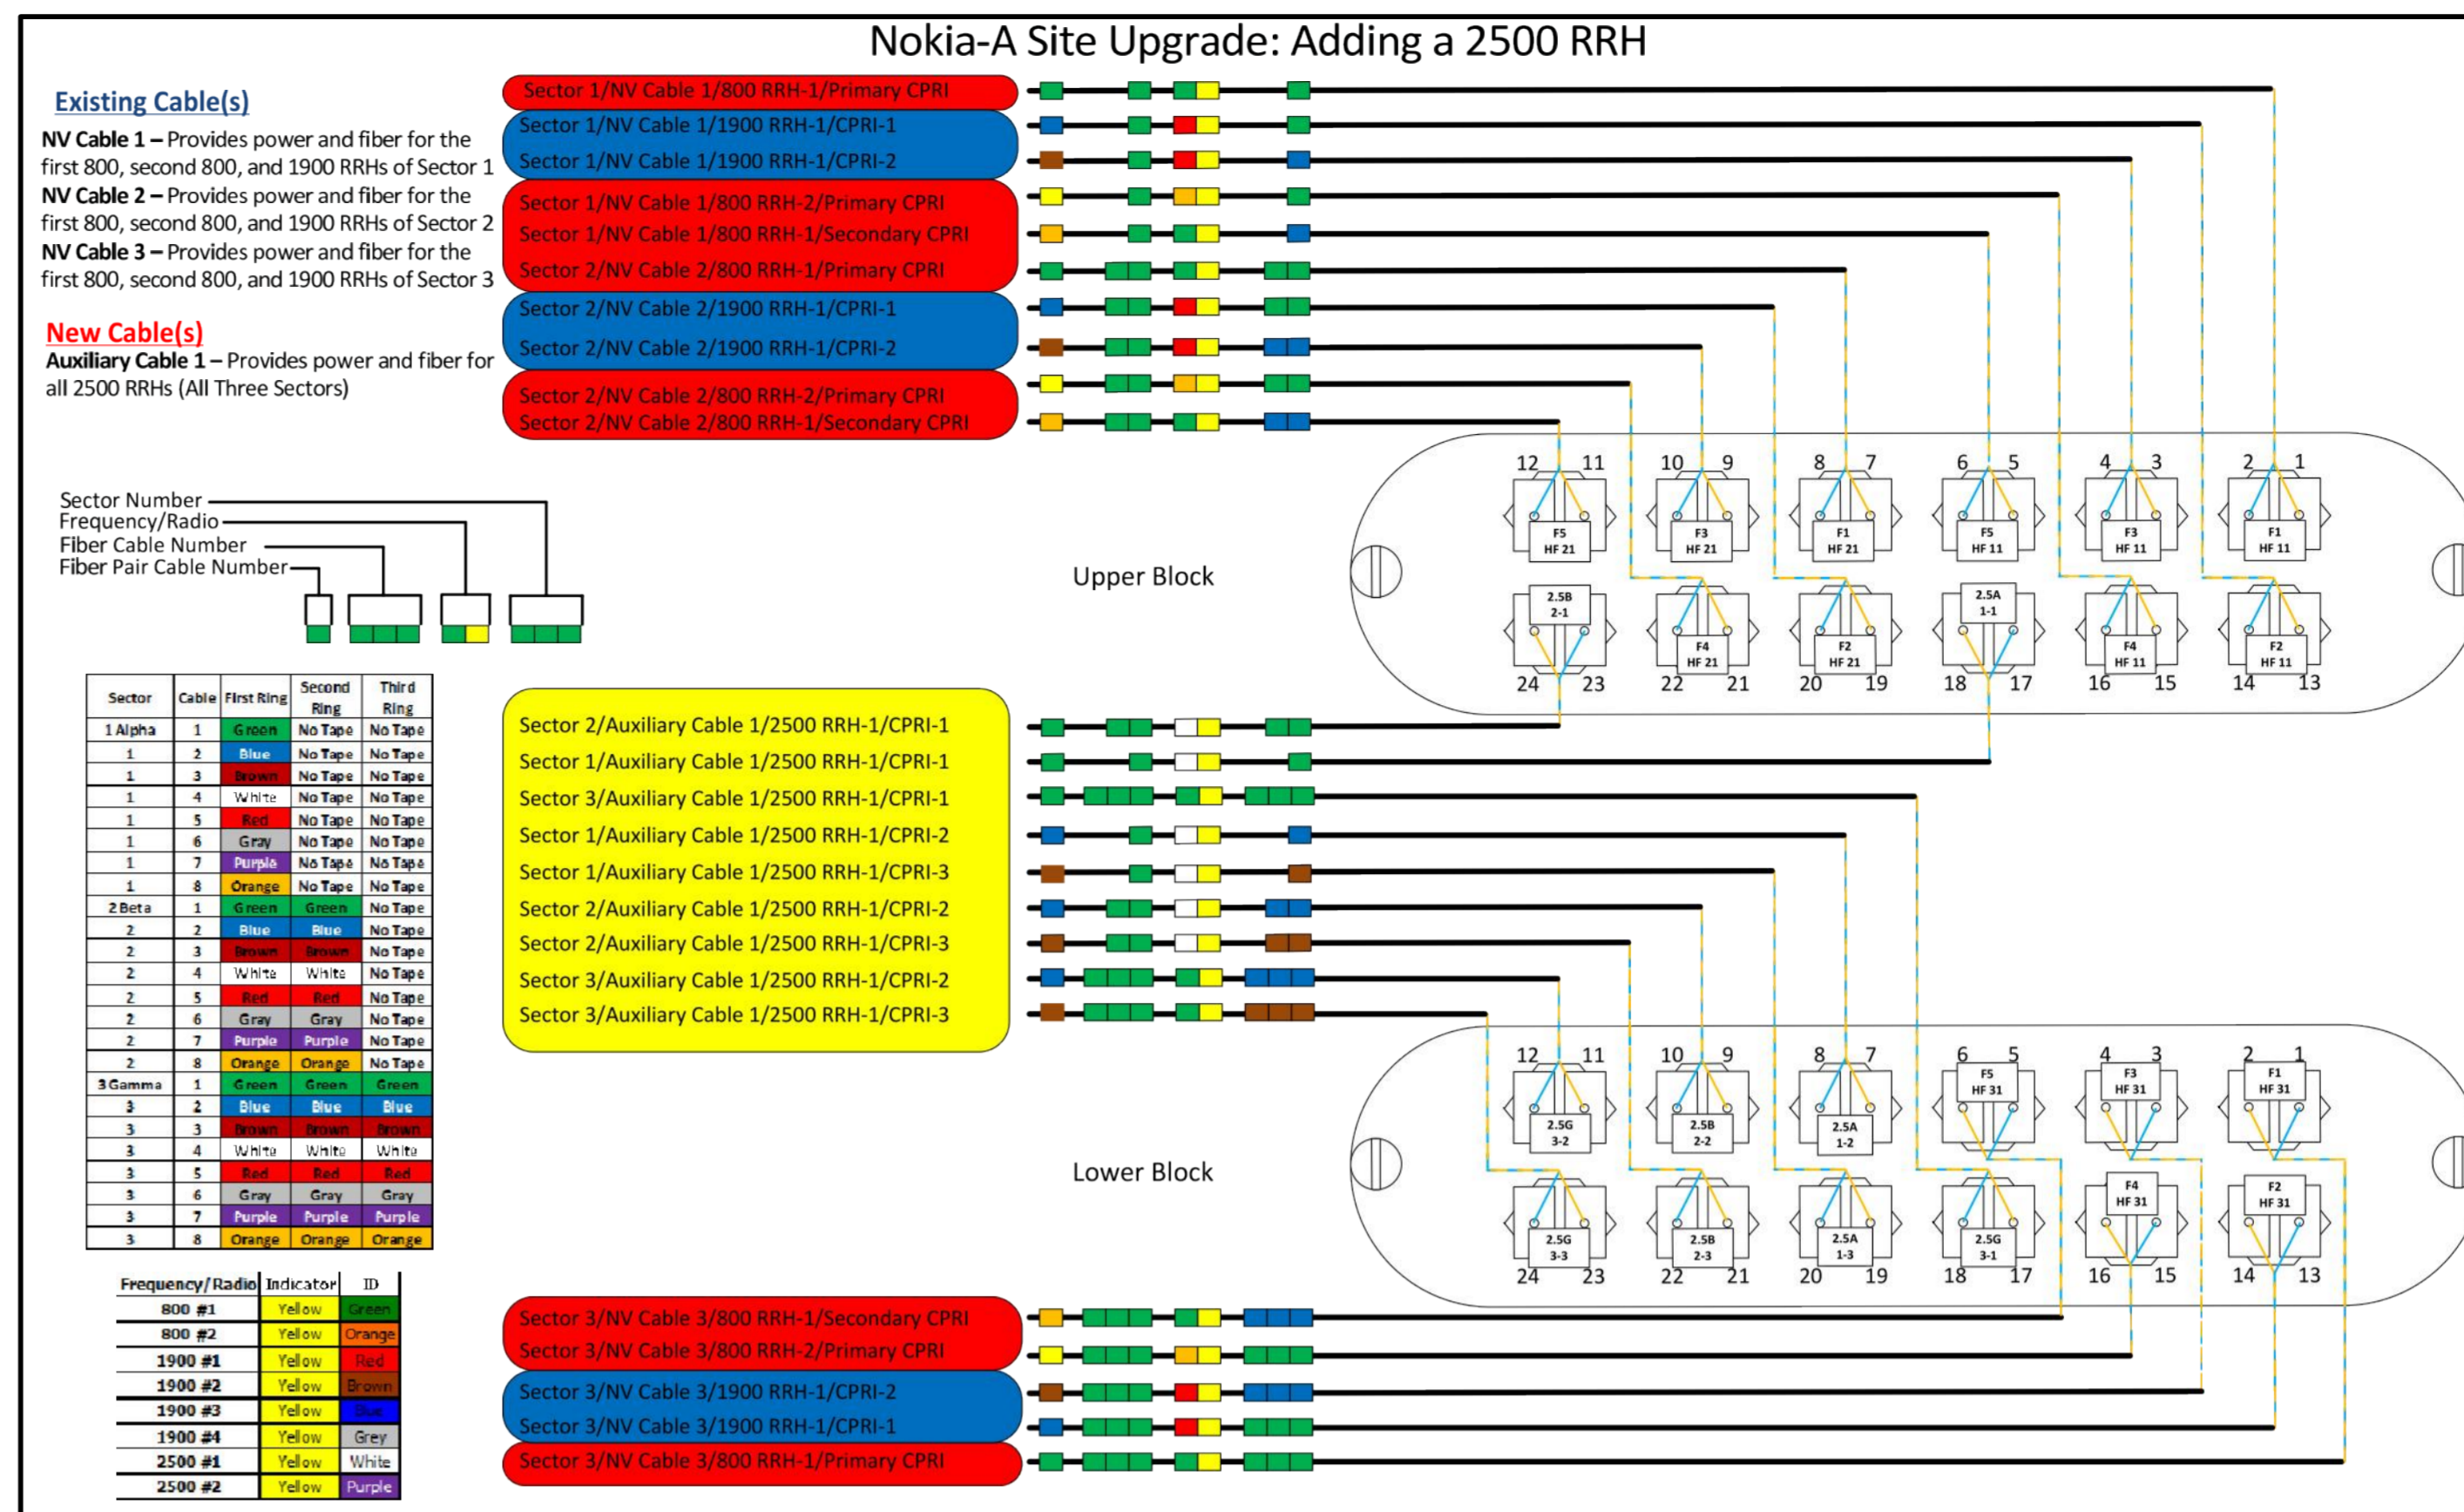 Nokia-A Site Upgrade: Adding a 2500 RRH
Existing Cable(s)
NV Cable 1 – Provides power and fiber for the
first 800, second 800, and 1900 RRHs of Sector 1
NV Cable 2 – Provides power and fiber for the
first 800, second 800, and 1900 RRHs of Sector 2
NV Cable 3 – Provides power and fiber for the
first 800, second 800, and 1900 RRHs of Sector 3
New Cable(s)
Auxiliary Cable 1 – Provides power and fiber for
all 2500 RRHs (All Three Sectors)
Sector 1/NV Cable 1/800 RRH-1/Primary CPRI
Sector 1/NV Cable 1/1900 RRH-1/CPRI-1
Sector 1/NV Cable 1/1900 RRH-1/CPRI-2
Sector 1/NV Cable 1/800 RRH-2/Primary CPRI
Sector 1/NV Cable 1/800 RRH-1/Secondary CPRI
Sector 2/NV Cable 2/800 RRH-1/Primary CPRI
Sector 2/NV Cable 2/1900 RRH-1/CPRI-1
Sector 2/NV Cable 2/1900 RRH-1/CPRI-2
Sector 2/NV Cable 2/800 RRH-2/Primary CPRI
Sector 2/NV Cable 2/800 RRH-1/Secondary CPRI
Sector Number
Frequency/Radio
Fiber Cable Number
Fiber Pair Cable Number
Upper Block
12 11 10 9 8 7 6 5 4 3 2 1
F5 F3 F1 F5 F3 F1
HF 21 HF 21 HF 21 HF 11 HF 11 HF 11
2.5B F4 F2 2.5A F4 F2
2-1 HF 21 HF 21 1-1 HF 11 HF 11
24 23 22 21 20 19 18 17 16 15 14 13
Sector Cable First Ring Second Ring Third Ring
1 Alpha 1 Green No Tape No Tape
1 2 Blue No Tape No Tape
1 3 Brown No Tape No Tape
1 4 White No Tape No Tape
1 5 Red No Tape No Tape
1 6 Gray No Tape No Tape
1 7 Purple No Tape No Tape
1 8 Orange No Tape No Tape
2 Beta 1 Green Green No Tape
2 2 Blue Blue No Tape
2 3 Brown Brown No Tape
2 4 White White No Tape
2 5 Red Red No Tape
2 6 Gray Gray No Tape
2 7 Purple Purple No Tape
2 8 Orange Orange No Tape
3 Gamma 1 Green Green Green
3 2 Blue Blue Blue
3 3 Brown Brown Brown
3 4 White White White
3 5 Red Red Red
3 6 Gray Gray Gray
3 7 Purple Purple Purple
3 8 Orange Orange Orange
Sector 2/Auxiliary Cable 1/2500 RRH-1/CPRI-1
Sector 1/Auxiliary Cable 1/2500 RRH-1/CPRI-1
Sector 3/Auxiliary Cable 1/2500 RRH-1/CPRI-1
Sector 1/Auxiliary Cable 1/2500 RRH-1/CPRI-2
Sector 1/Auxiliary Cable 1/2500 RRH-1/CPRI-3
Sector 2/Auxiliary Cable 1/2500 RRH-1/CPRI-2
Sector 2/Auxiliary Cable 1/2500 RRH-1/CPRI-3
Sector 3/Auxiliary Cable 1/2500 RRH-1/CPRI-2
Sector 3/Auxiliary Cable 1/2500 RRH-1/CPRI-3
Lower Block
12 11 10 9 8 7 6 5 4 3 2 1
2.5G 2.5B 2.5A F5 F3 F1
3-2 2-2 1-2 HF 31 HF 31 HF 31
2.5G 2.5B 2.5A 2.5G F4 F2
3-3 2-3 1-3 3-1 HF 31 HF 31
24 23 22 21 20 19 18 17 16 15 14 13
Frequency/Radio Indicator ID
800 #1 Yellow Green
800 #2 Yellow Orange
1900 #1 Yellow Red
1900 #2 Yellow Brown
1900 #3 Yellow Blue
1900 #4 Yellow Grey
2500 #1 Yellow White
2500 #2 Yellow Purple
Sector 3/NV Cable 3/800 RRH-1/Secondary CPRI
Sector 3/NV Cable 3/800 RRH-2/Primary CPRI
Sector 3/NV Cable 3/1900 RRH-1/CPRI-2
Sector 3/NV Cable 3/1900 RRH-1/CPRI-1
Sector 3/NV Cable 3/800 RRH-1/Primary CPRI